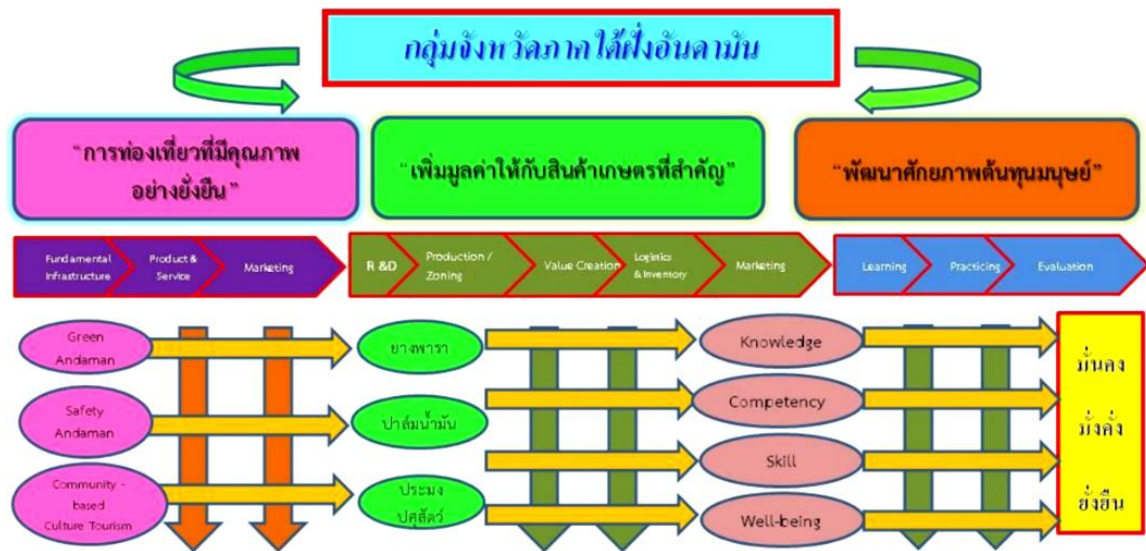 กลุ่มจังหวัดภาคใต้ฝั่งอันดามัน
“การท่องเที่ยวที่มีคุณภาพ
อย่างยั่งยืน”
“เพิ่มมูลค่าให้กับสินค้าเกษตรที่สำคัญ”
“พัฒนาศักยภาพต้นทุนมนุษย์”
Fundamental
Infrastructure
Product &
Service
Marketing
R &D
Production /
Zoning
Value Creation
Logistics
& Inventory
Marketing
Learning
Practicing
Evaluation
Green
Andaman
Safety
Andaman
Community -
based
Culture Tourism
ยางพารา
ปาล์มน้ำมัน
ประมง
ปศุสัตว์
Knowledge
Competency
Skill
Well-being
มั่นคง
มั่งคั่ง
ยั่งยืน